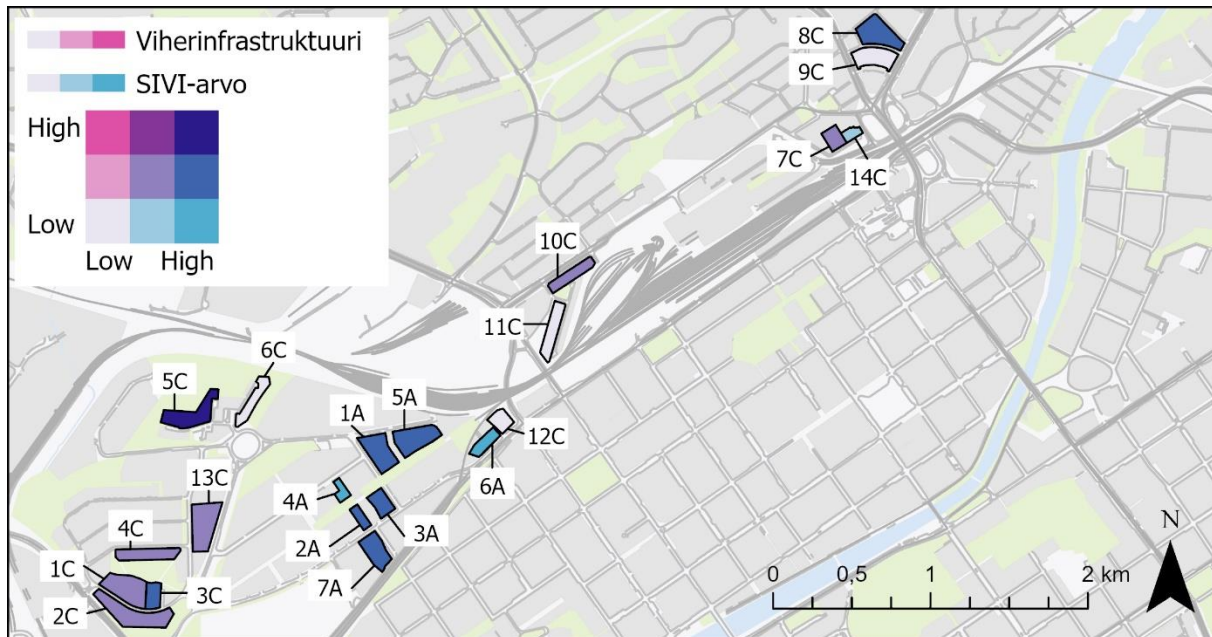 Viherinfrastruktuuri
SIVI-arvo
High
Low
Low High
8C
9C
7C
14C
10C
11C
6C
5C
1A
5A
12C
6A
13C
4A
3A
4C
2A
1C
3C
7A
2C
N
0 0,5 1 2 km